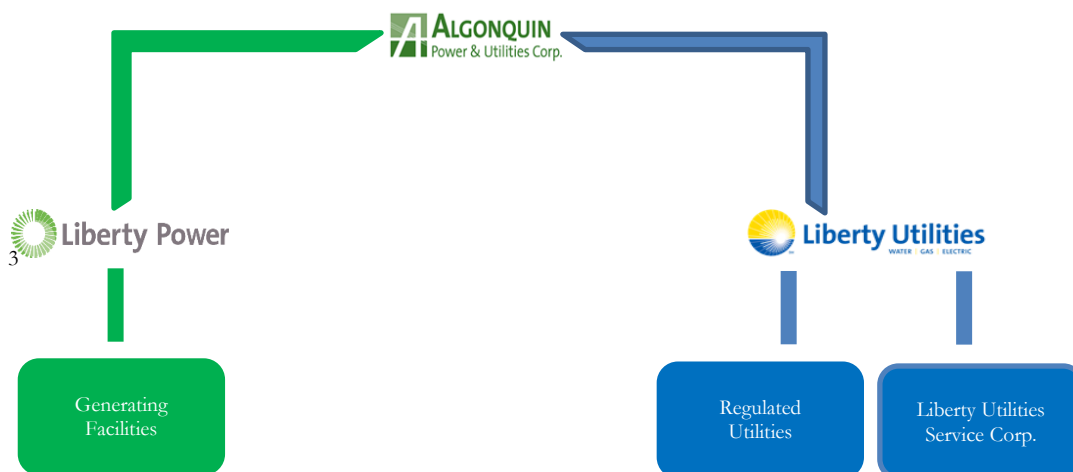 ALGONQUIN
Power & Utilities Corp.
Liberty Power
3
Liberty Utilities
WATER | GAS | ELECTRIC
Generating
Facilities
Regulated
Utilities
Liberty Utilities
Service Corp.